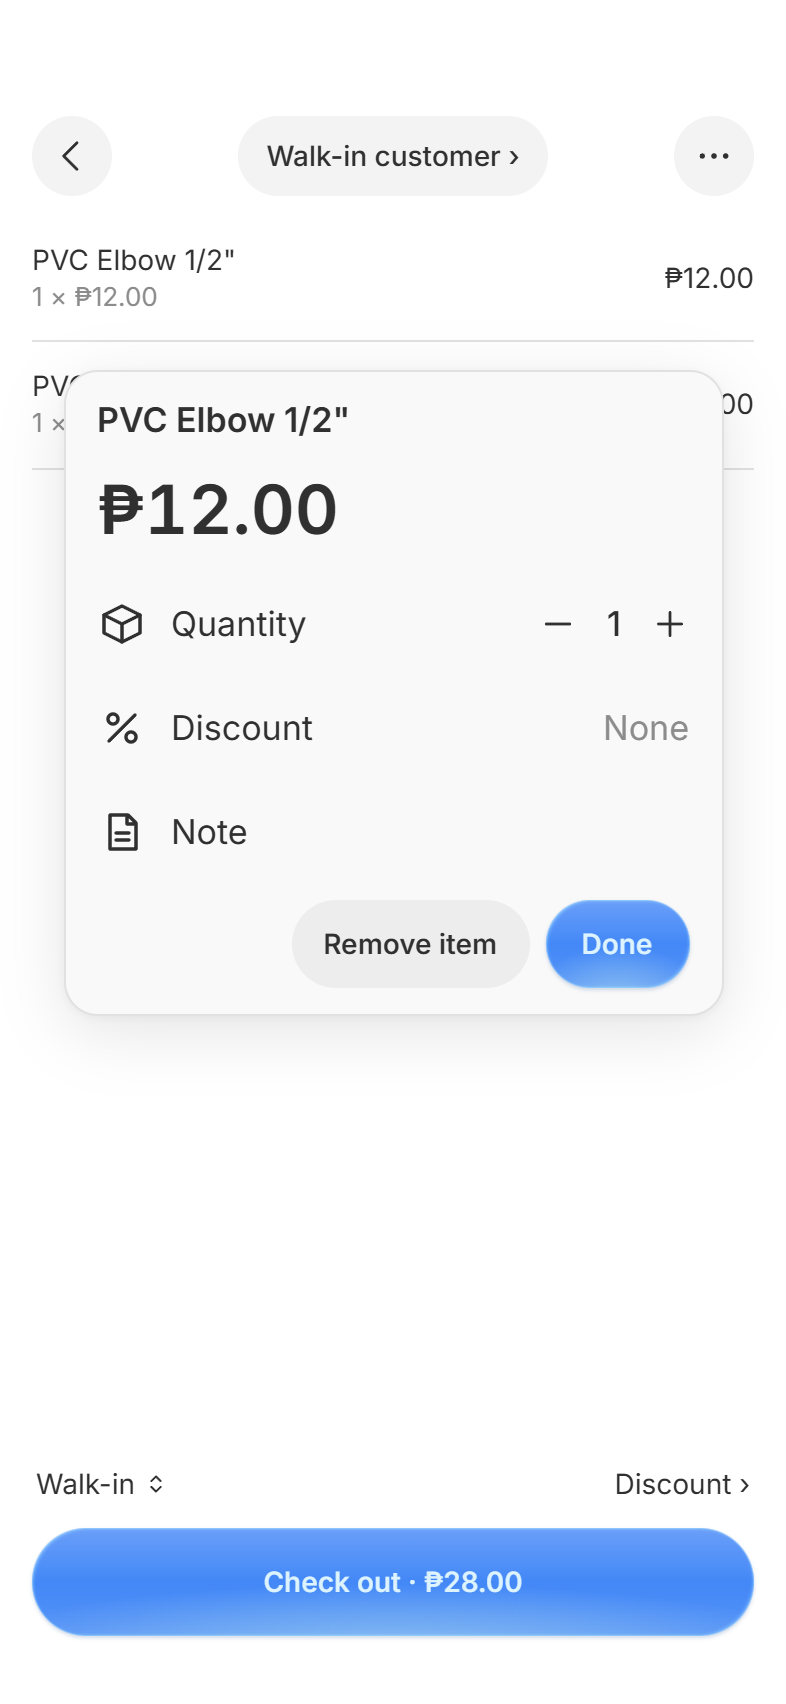 Walk-in customer ›
PVC Elbow 1/2"
1 × ₱12.00
₱12.00
PVC Elbow 1/2"
₱12.00
Quantity
1
Discount
None
Note
Remove item
Done
Walk-in
Discount ›
Check out · ₱28.00